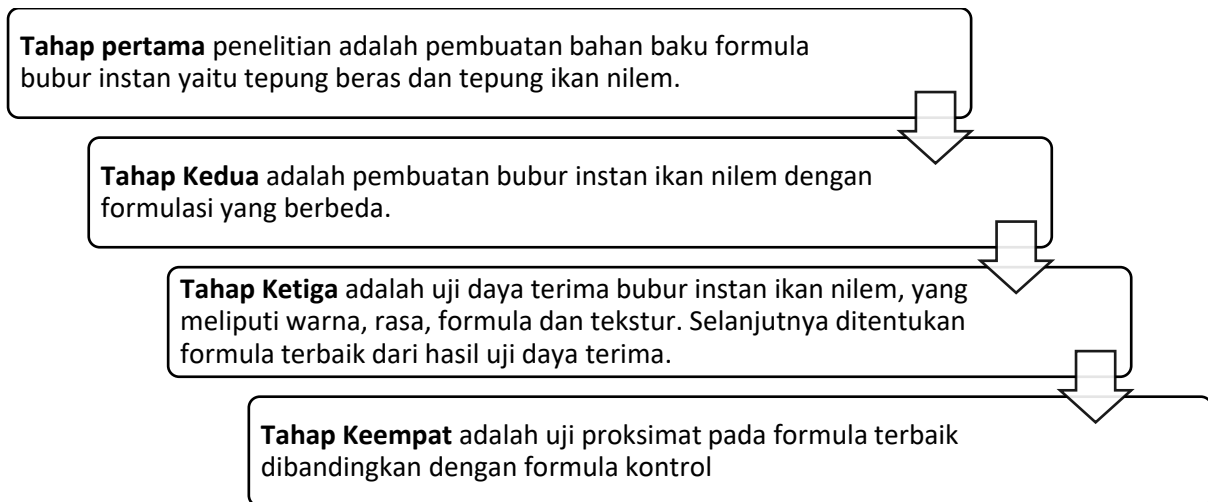 Tahap pertama penelitian adalah pembuatan bahan baku formula
bubur instan yaitu tepung beras dan tepung ikan nilem.
Tahap Kedua adalah pembuatan bubur instan ikan nilem dengan
formulasi yang berbeda.
Tahap Ketiga adalah uji daya terima bubur instan ikan nilem, yang
meliputi warna, rasa, formula dan tekstur. Selanjutnya ditentukan
formula terbaik dari hasil uji daya terima.
Tahap Keempat adalah uji proksimat pada formula terbaik
dibandingkan dengan formula kontrol